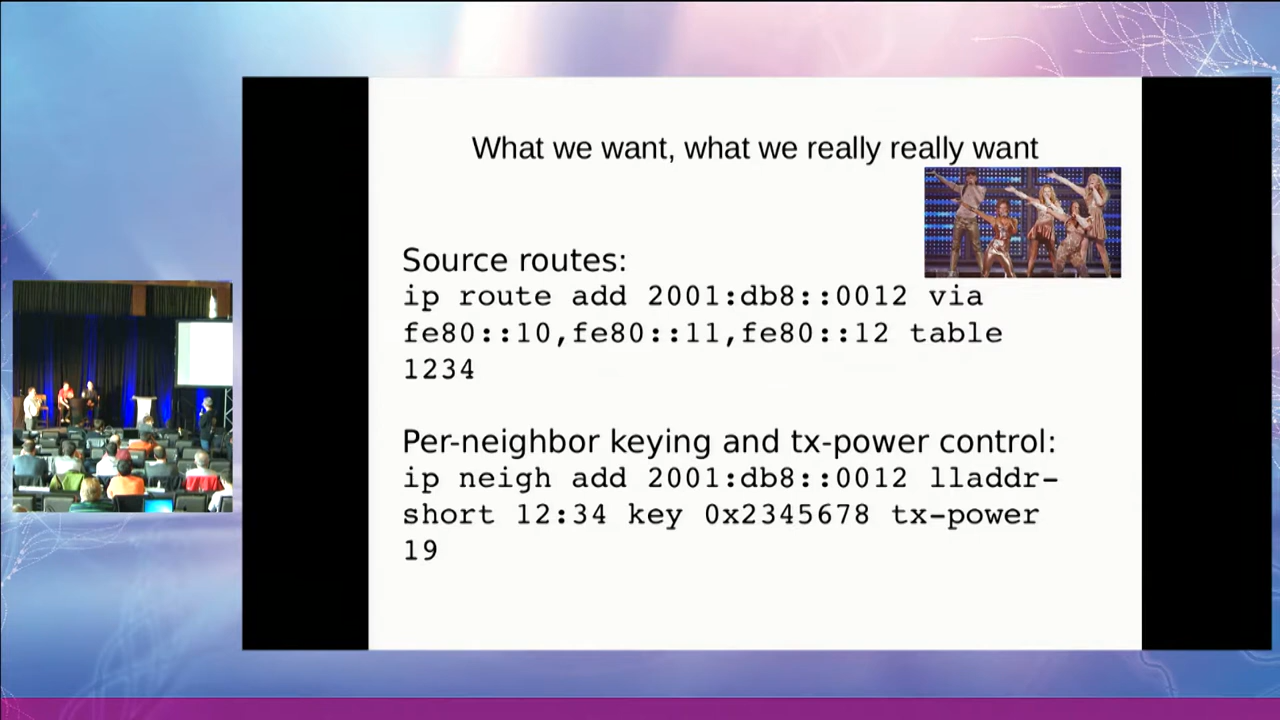 What we want, what we really really want
Source routes:
ip route add 2001:db8::0012 via
fe80::10,fe80::11,fe80::12 table
1234
Per-neighbor keying and tx-power control:
ip neigh add 2001:db8::0012 lladdr-
short 12:34 key 0x2345678 tx-power
19